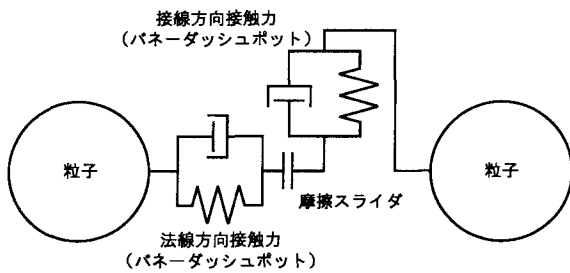 接線方向接触力
（バネーダッシュポット）
粒子
粒子
摩擦スライダ
法線方向接触力
（バネーダッシュポット）